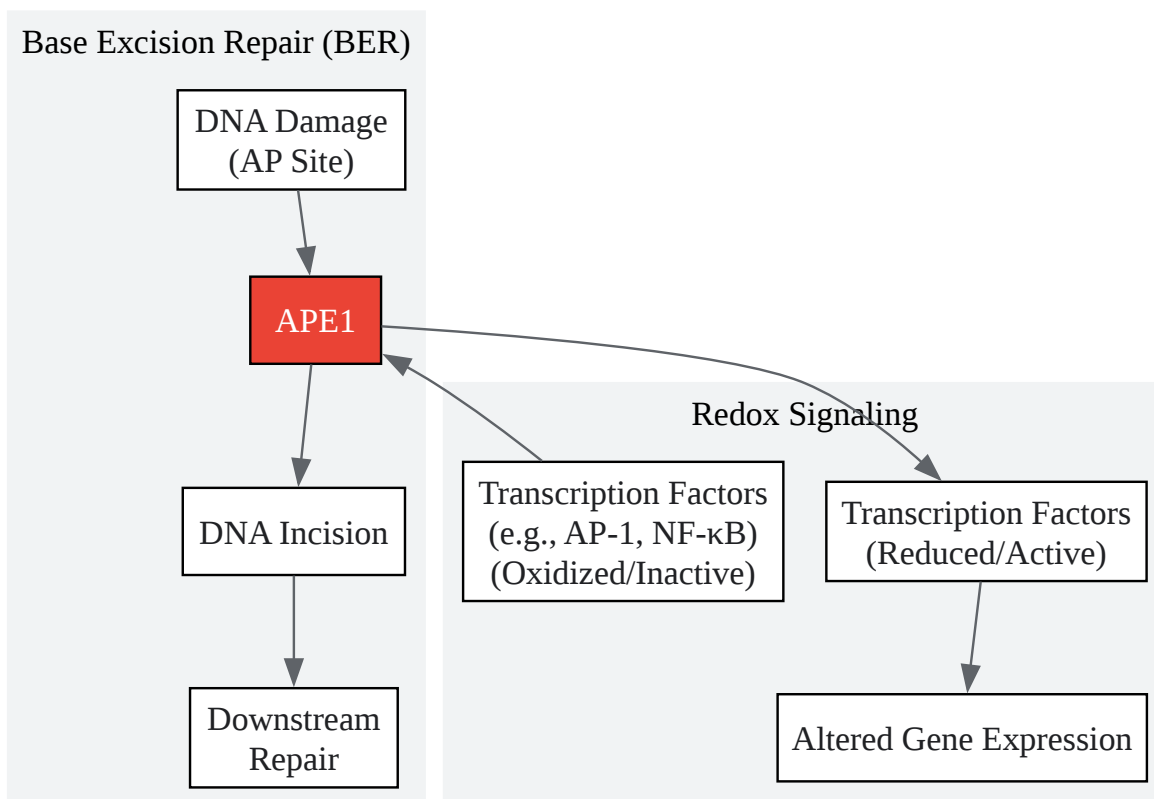 Base Excision Repair (BER)
DNA Damage
(AP Site)
APE1
DNA Incision
Downstream
Repair
Redox Signaling
Transcription Factors
(e.g., AP-1, NF-κB)
(Oxidized/Inactive)
Transcription Factors
(Reduced/Active)
Altered Gene Expression